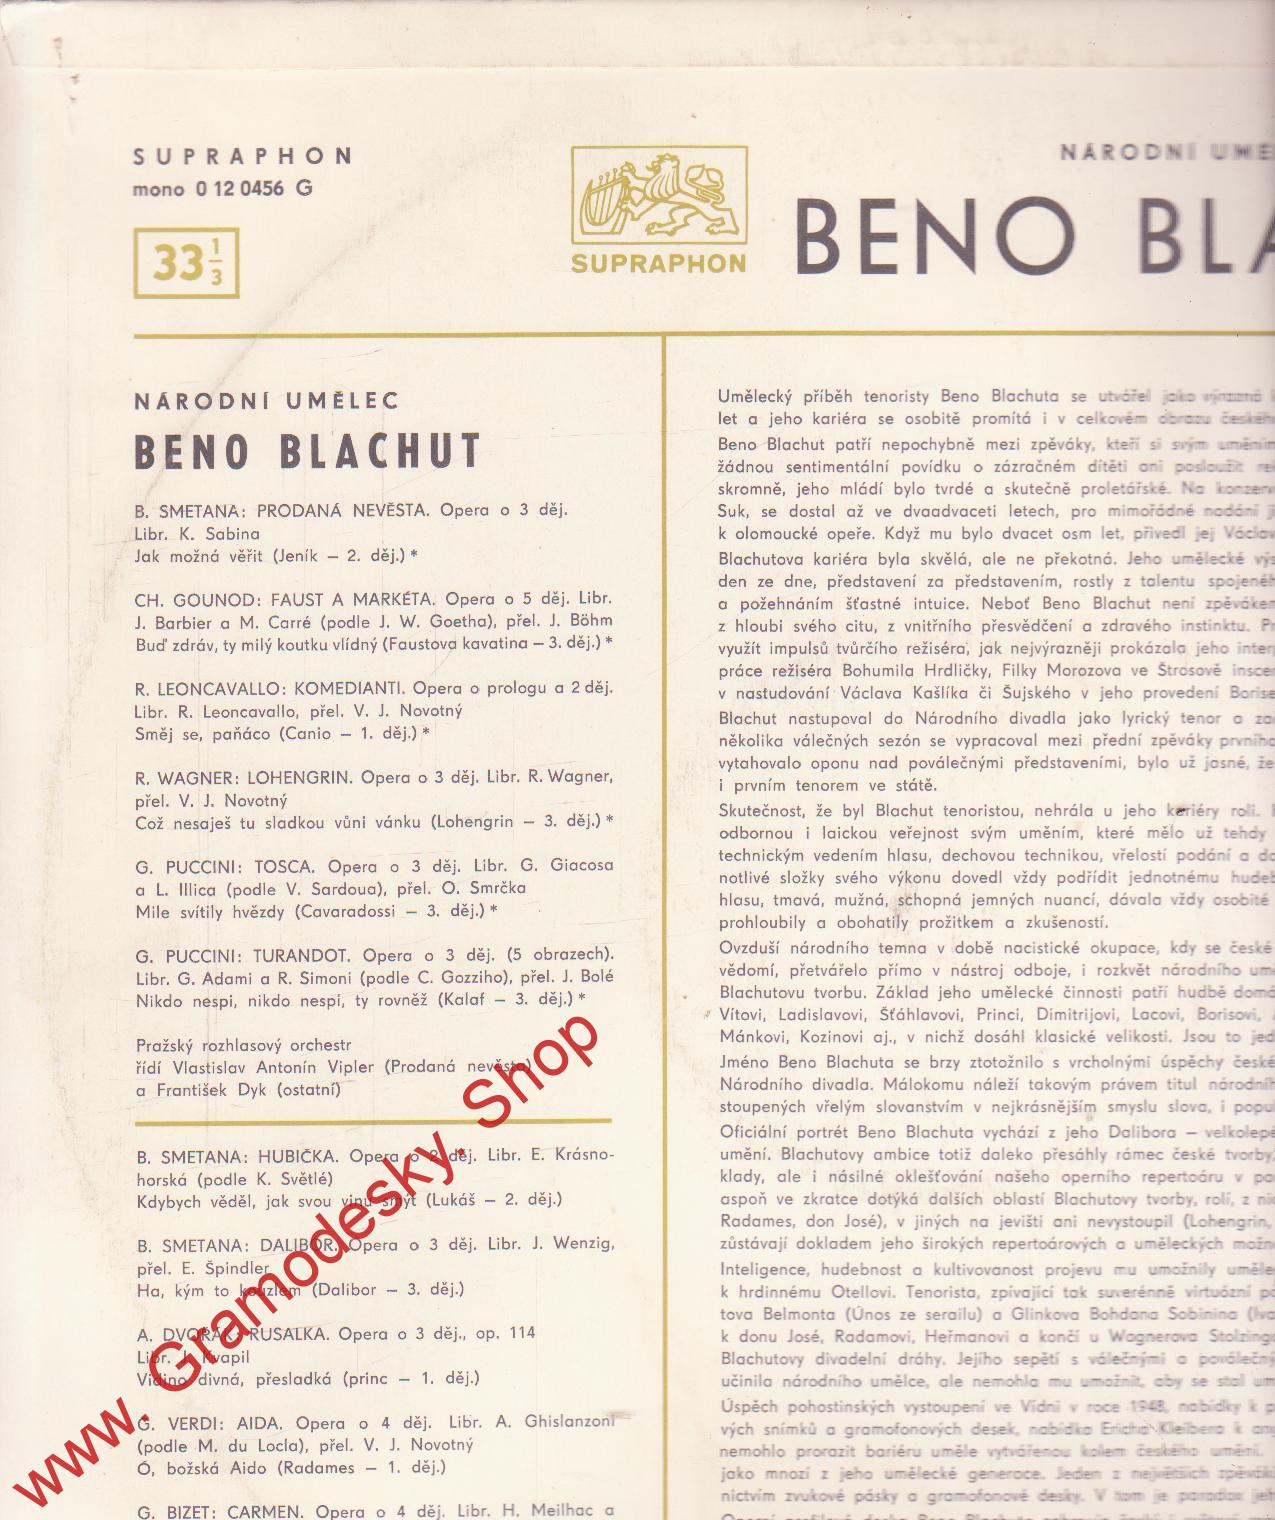 SUPRAPHON
mono 0 12 0456 G
33 1/3
SUPRAPHON
NÁRODNÍ
BENO
NÁRODNÍ UMĚLEC
BENO BLACHUT
B. SMETANA: PRODANÁ NEVĚSTA. Opera o 3 děj.
Libr. K. Sabina
Jak možná věřit (Jeník – 2. děj.) *
CH. GOUNOD: FAUST A MARKÉTA. Opera o 5 děj. Libr.
J. Barbier a M. Carré (podle J. W. Goetha), přel. J. Böhm
Buď zdráv, ty milý koutku vlídný (Faustova kavatina – 3. děj.) *
R. LEONCAVALLO: KOMEDIANTI. Opera o prologu a 2 děj.
Libr. R. Leoncavallo, přel. V. J. Novotný
Směj se, paňáco (Canio – 1. děj.) *
R. WAGNER: LOHENGRIN. Opera o 3 děj. Libr. R. Wagner,
přel. V. J. Novotný
Což nesaješ tu sladkou vůni vánku (Lohengrin – 3. děj.) *
G. PUCCINI: TOSCA. Opera o 3 děj. Libr. G. Giacosa
a L. Illica (podle V. Sardoua), přel. O. Smrčka
Mile svítily hvězdy (Cavaradossi – 3. děj.) *
G. PUCCINI: TURANDOT. Opera o 3 děj. (5 obrazech).
Libr. G. Adami a R. Simoni (podle C. Gozziho), přel. J. Bolé
Nikdo nespi, nikdo nespi, ty rovněž (Kalaf – 3. děj.) *
Pražský rozhlasový orchestr
řídí Vlastislav Antonín Vipler (Prodaná nevěsta)
a František Dyk (ostatní)
B. SMETANA: HUBIČKA. Opera o 2 děj. Libr. E. Krásno-
horská (podle K. Světlé)
Kdybych věděl, jak svou vinu smýt (Lukáš – 2. děj.)
B. SMETANA: DALIBOR. Opera o 3 děj. Libr. J. Wenzig,
přel. E. Špindler
Ha, kým to kouzlem (Dalibor – 3. děj.)
A. DVOŘÁK: RUSALKA. Opera o 3 děj., op. 114
Libr. J. Kvapil
Vidino divná, přesladká (princ – 1. děj.)
G. VERDI: AIDA. Opera o 4 děj. Libr. A. Ghislanzoni
(podle M. du Locla), přel. V. J. Novotný
Ó, božská Aido (Radames – 1. děj.)
G. BIZET: CARMEN. Opera o 4 děj. Libr. H. Meilhac a
Umělecký příběh tenoristy Beno Blachuta se utvářel jako výrazná
let a jeho kariéra se osobitě promítá i v celkovém obrazu českého
Beno Blachut patří nepochybně mezi zpěváky, kteří si svým uměním
žádnou sentimentální povídku o zázračném dítěti ani posloužit
skromně, jeho mládí bylo tvrdé a skutečně proletářské. Na
Suk, se dostal až ve dvaadvaceti letech, pro mimořádné nadání
k olomoucké opeře. Když mu bylo dvacet osm let, přivedl jej
Blachutova kariéra byla skvělá, ale ne překotná. Jeho umělecké
den ze dne, představení za představením, rostly z talentu
a požehnáním šťastné intuice. Neboť Beno Blachut není zpěvákem
z hloubi svého citu, z vnitřního přesvědčení a zdravého instinktu.
využít impulsů tvůrčího režiséra, jak nejvýrazněji prokázala jeho
práce režiséra Bohumila Hrdličky, Filky Morozova ve Štrosově
v nastudování Václava Kašlíka či Šujského v jeho provedení
Blachut nastupoval do Národního divadla jako lyrický tenor a
několika válečných sezón se vypracoval mezi přední zpěváky
vytahovalo oponu nad poválečnými představeními, bylo už jasné, že
i prvním tenorem ve státě.
Skutečnost, že byl Blachut tenoristou, nehrála u jeho kariéry roli.
odbornou i laickou veřejnost svým uměním, které mělo už tehdy
technickým vedením hlasu, dechovou technikou, vřelostí podání a
notlivé složky svého výkonu dovedl vždy podřídit jednotnému
hlasu, tmavá, mužná, schopná jemných nuancí, dávala vždy osobité
prohloubily a obohatily prožitkem a zkušeností.
Ovzduší národního temna v době nacistické okupace, kdy se české
vědomí, přetvářelo přímo v nástroj odboje, i rozkvět národního
Blachutovu tvorbu. Základ jeho umělecké činnosti patří hudbě
Vítovi, Ladislavovi, Šťáhlavovi, Princi, Dimitrijovi, Lacovi, Borisovi,
Mánkovi, Kozinovi aj., v nichž dosáhl klasické velikosti. Jsou to
Jméno Beno Blachuta se brzy ztotožnilo s vrcholnými úspěchy
Národního divadla. Málokomu náleží takovým právem titul
stoupených vřelým slovanstvím v nejkrásnějším smyslu slova, i
Oficiální portrét Beno Blachuta vychází z jeho Dalibora –
umění. Blachutovy ambice totiž daleko přesáhly rámec české tvorby,
klady, ale i násilné oklešťování našeho operního repertoáru v
aspoň ve zkratce dotýká dalších oblastí Blachutovy tvorby, rolí, z
Radames, don José), v jiných na jevišti ani nevystoupil (Lohengrin,
zůstávají dokladem jeho širokých repertoárových a uměleckých
Inteligence, hudebnost a kultivovanost projevu mu umožnily
k hrdinnému Otellovi. Tenorista, zpívající tak suverénně virtuózní
tova Belmonta (Únos ze serailu) a Glinkova Bohdana Sobinina
k donu José, Radamovi, Heřmanovi a končí u Wagnerova
Blachutovy divadelní dráhy. Jejího sepětí s válečnými a
učinila národního umělce, ale nemohla mu umožnit, aby se stal
Úspěch pohostinských vystoupení ve Vídni v roce 1948, nabídky k
vých snímků a gramofonových desek, nabídka Ericha Kleibera k
nemohlo prorazit bariéru uměle vytvářenou kolem českého umění.
jako mnozí z jeho umělecké generace. Jeden z největších
nictvím zvukové pásky a gramofonové desky. V tom je
www. Gramodesky. Shop